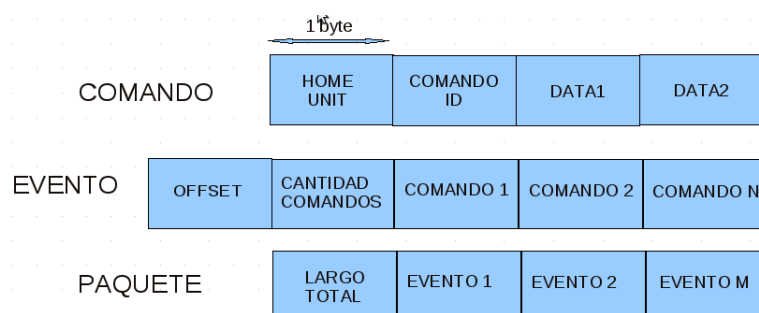 1 byte
COMANDO
HOME
UNIT
COMANDO
ID
DATA1
DATA2
EVENTO
OFFSET
CANTIDAD
COMANDOS
COMANDO 1
COMANDO 2
COMANDO N
PAQUETE
LARGO
TOTAL
EVENTO 1
EVENTO 2
EVENTO M